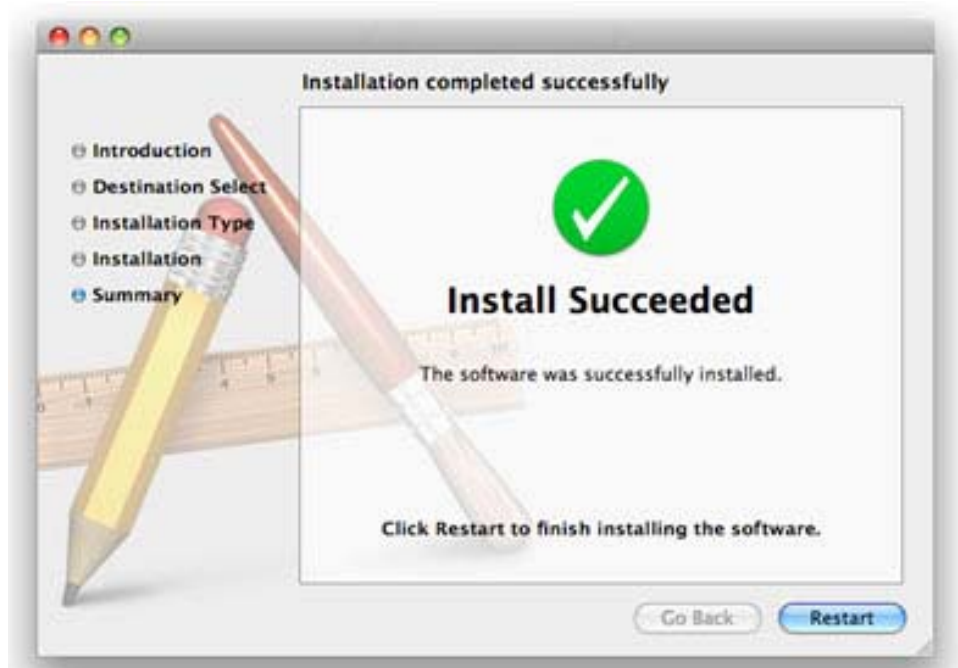 Installation completed successfully
Introduction
Destination Select
Installation Type
Installation
Summary
Install Succeeded
The software was successfully installed.
Click Restart to finish installing the software.
Go Back
Restart